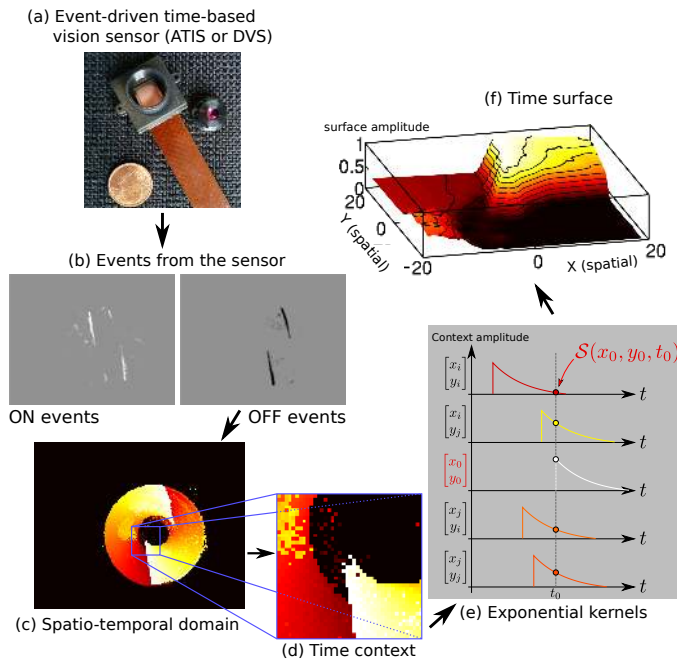 (a) Event-driven time-based
vision sensor (ATIS or DVS)
(b) Events from the sensor
ON events
OFF events
(c) Spatio-temporal domain
(d) Time context
(e) Exponential kernels
Context amplitude
S(x₀, y₀, t₀)
[xᵢ
yᵢ]
t
[xᵢ
yⱼ]
t
[x₀
y₀]
t
[xⱼ
yᵢ]
t
[xⱼ
yⱼ]
t
t₀
(f) Time surface
surface amplitude
1
0.5
0
20
0
-20
Y (spatial)
0
20
X (spatial)